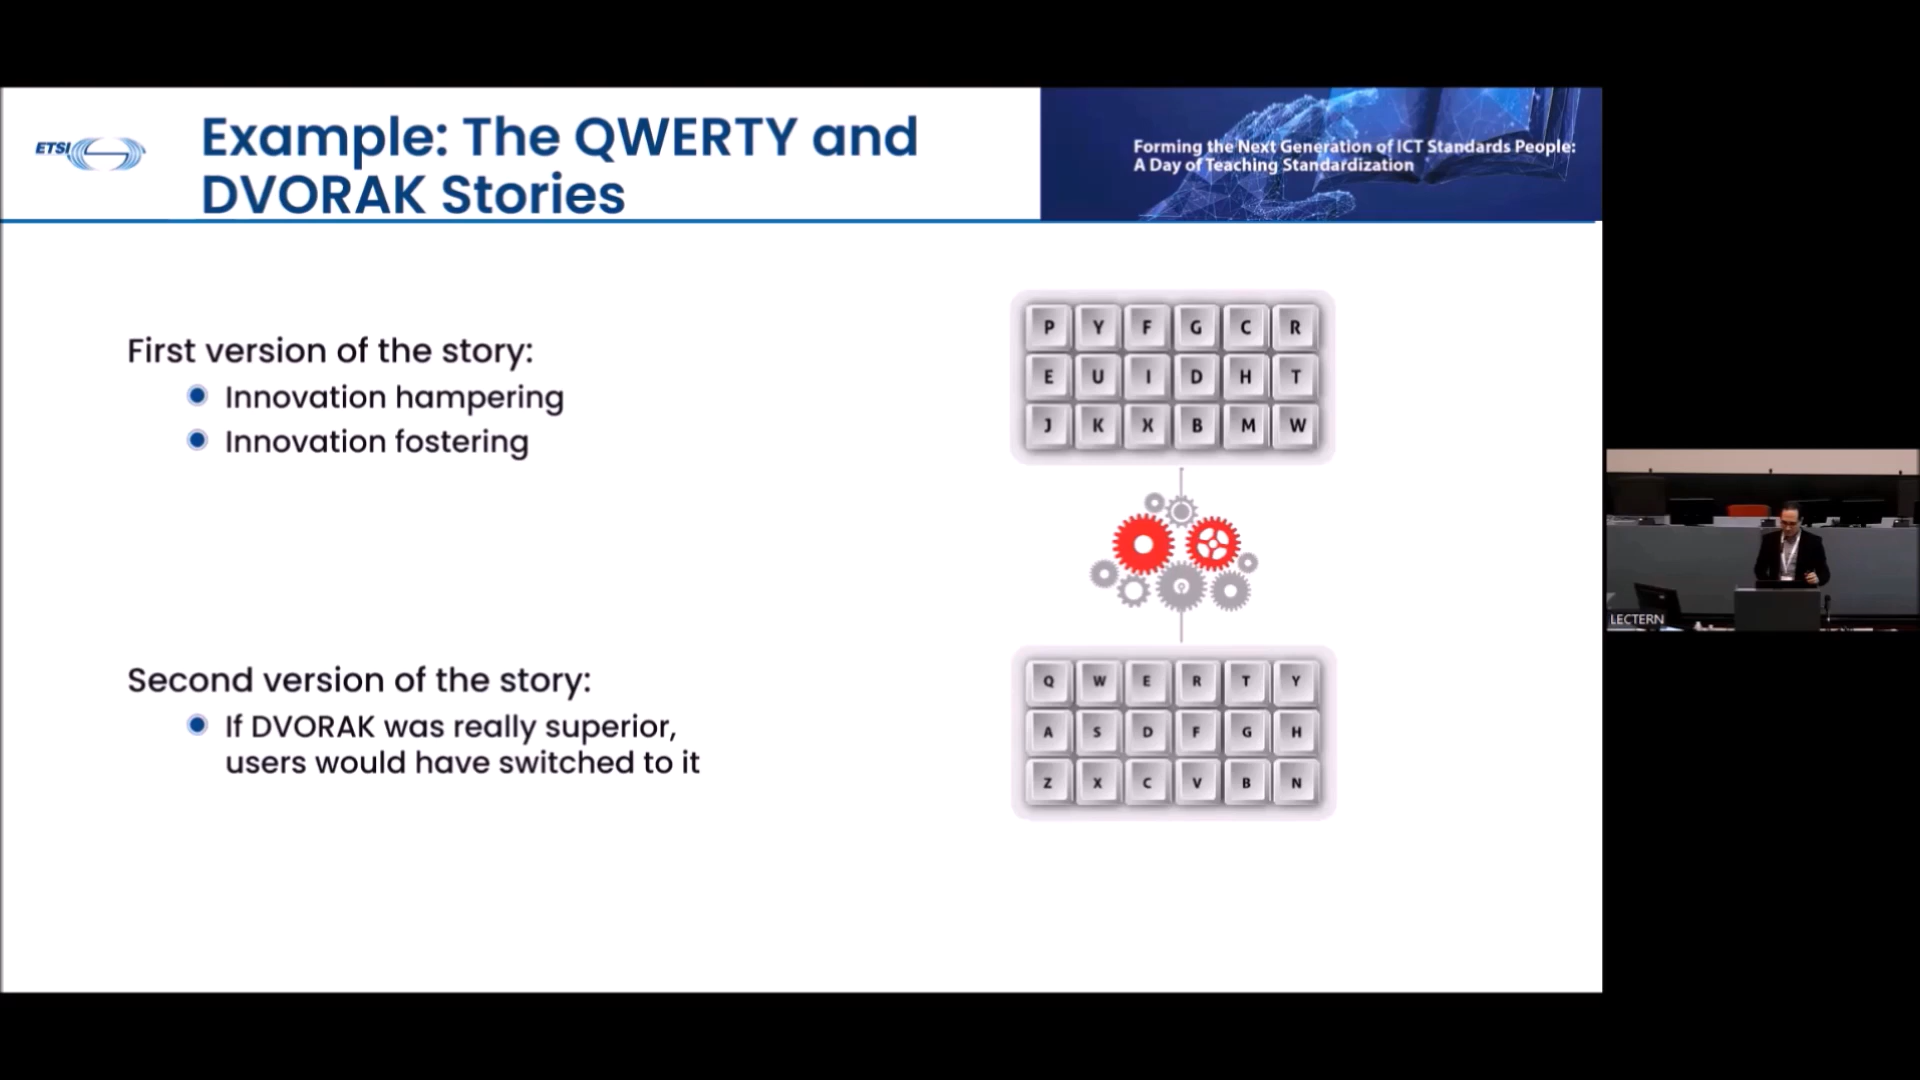 ETSI
Example: The QWERTY and
DVORAK Stories
Forming the Next Generation of ICT Standards People:
A Day of Teaching Standardization
First version of the story:
Innovation hampering
Innovation fostering
P Y F G C R
E U I D H T
J K X B M W
Second version of the story:
If DVORAK was really superior,
users would have switched to it
Q W E R T Y
A S D F G H
Z X C V B N
LECTERN